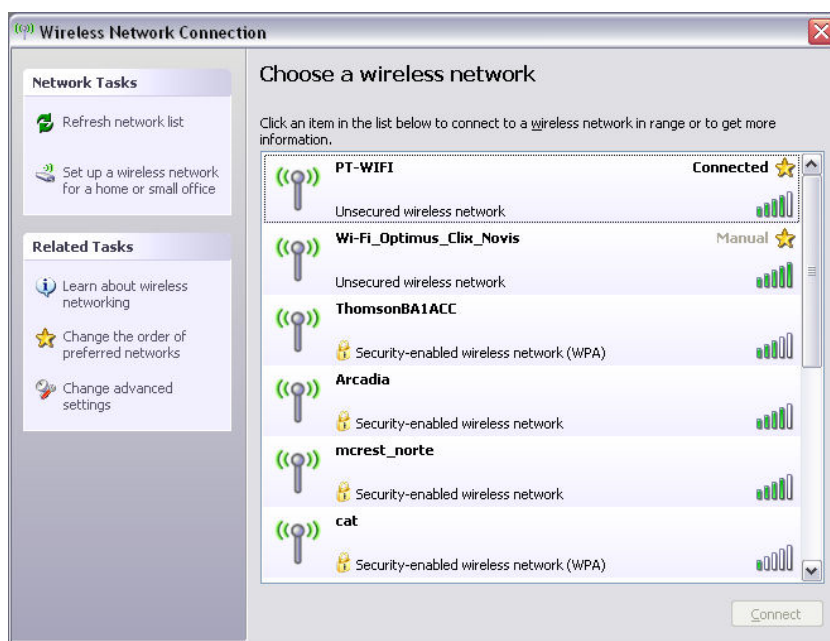 Wireless Network Connection
Network Tasks
Refresh network list
Set up a wireless network
for a home or small office
Related Tasks
Learn about wireless
networking
Change the order of
preferred networks
Change advanced
settings
Choose a wireless network
Click an item in the list below to connect to a wireless network in range or to get more
information.
PT-WIFI Connected
Unsecured wireless network
Wi-Fi_Optimus_Clix_Novis Manual
Unsecured wireless network
ThomsonBA1ACC
Security-enabled wireless network (WPA)
Arcadia
Security-enabled wireless network
mcrest_norte
Security-enabled wireless network
cat
Security-enabled wireless network (WPA)
Connect